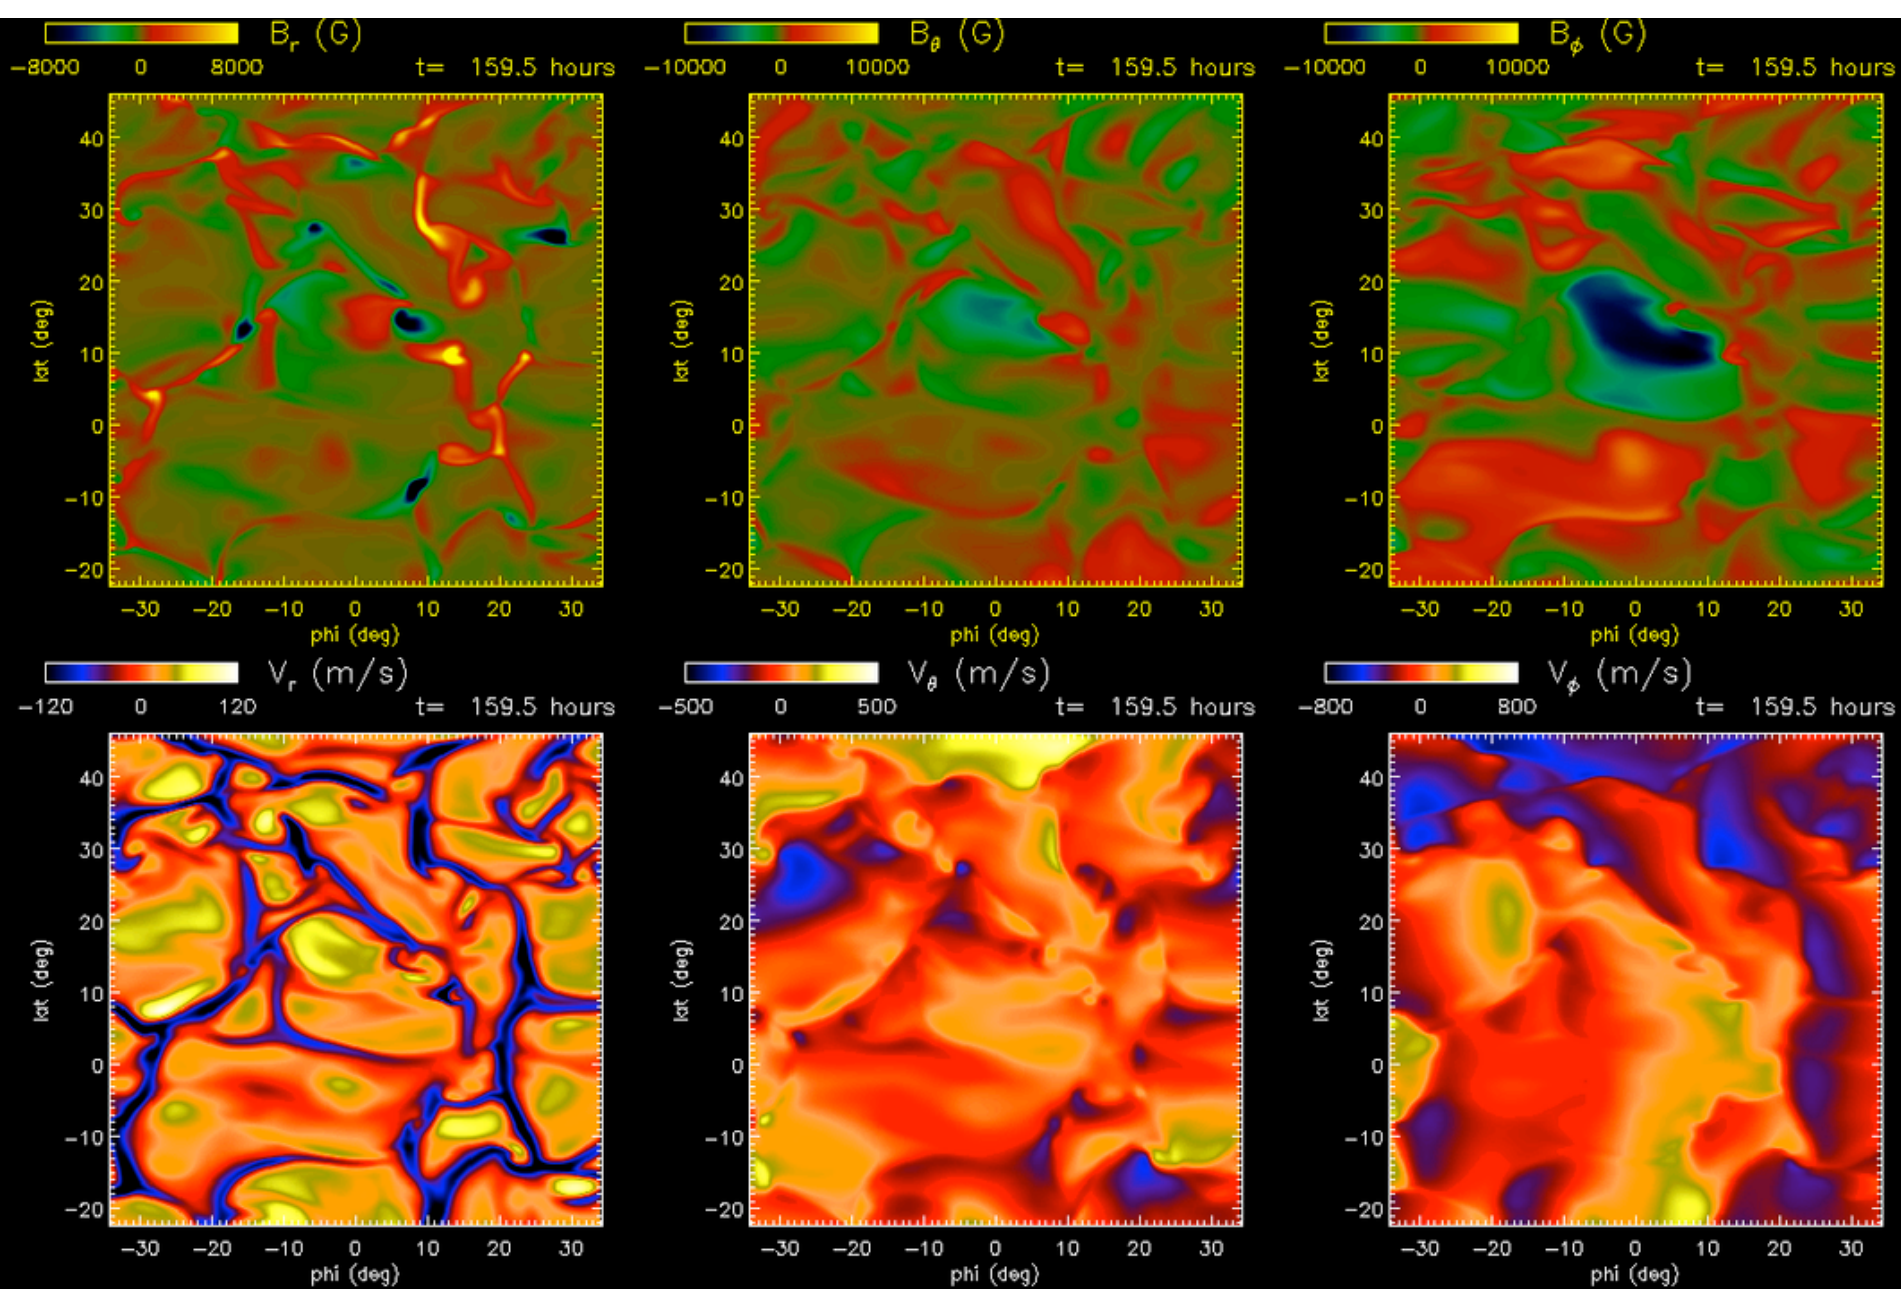 B_r (G)
−8000 0 8000 t= 159.5 hours
40
30
20
10
0
−10
−20
lat (deg)
−30 −20 −10 0 10 20 30
phi (deg)
B_θ (G)
−10000 0 10000 t= 159.5 hours
40
30
20
10
0
−10
−20
lat (deg)
−30 −20 −10 0 10 20 30
phi (deg)
B_ϕ (G)
−10000 0 10000 t= 159.5 hours
40
30
20
10
0
−10
−20
lat (deg)
−30 −20 −10 0 10 20 30
phi (deg)
V_r (m/s)
−120 0 120 t= 159.5 hours
40
30
20
10
0
−10
−20
lat (deg)
−30 −20 −10 0 10 20 30
phi (deg)
V_θ (m/s)
−500 0 500 t= 159.5 hours
40
30
20
10
0
−10
−20
lat (deg)
−30 −20 −10 0 10 20 30
phi (deg)
V_ϕ (m/s)
−800 0 800 t= 159.5 hours
40
30
20
10
0
−10
−20
lat (deg)
−30 −20 −10 0 10 20 30
phi (deg)